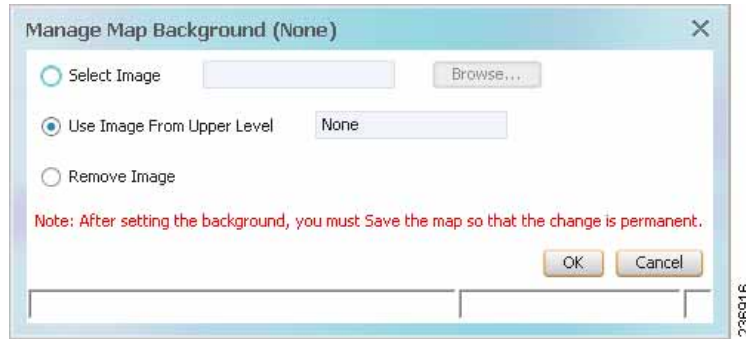 Manage Map Background (None)
Select Image Browse...
Use Image From Upper Level None
Remove Image
Note: After setting the background, you must Save the map so that the change is permanent.
OK Cancel
236916